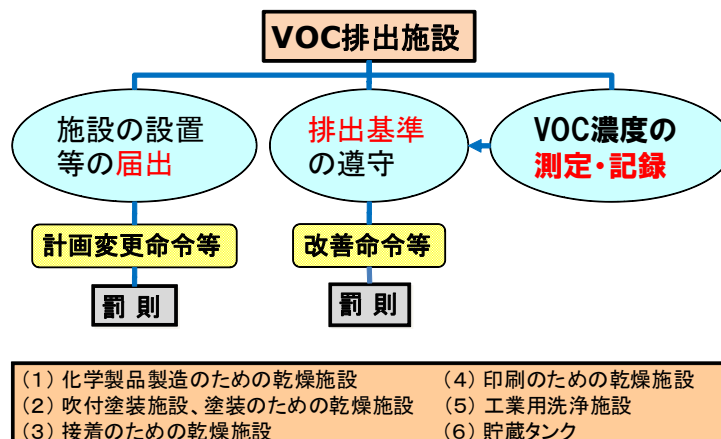 VOC排出施設
施設の設置
等の届出
排出基準
の遵守
VOC濃度の
測定・記録
計画変更命令等
改善命令等
罰則
罰則
(1) 化学製品製造のための乾燥施設
(2) 吹付塗装施設、塗装のための乾燥施設
(3) 接着のための乾燥施設
(4) 印刷のための乾燥施設
(5) 工業用洗浄施設
(6) 貯蔵タンク